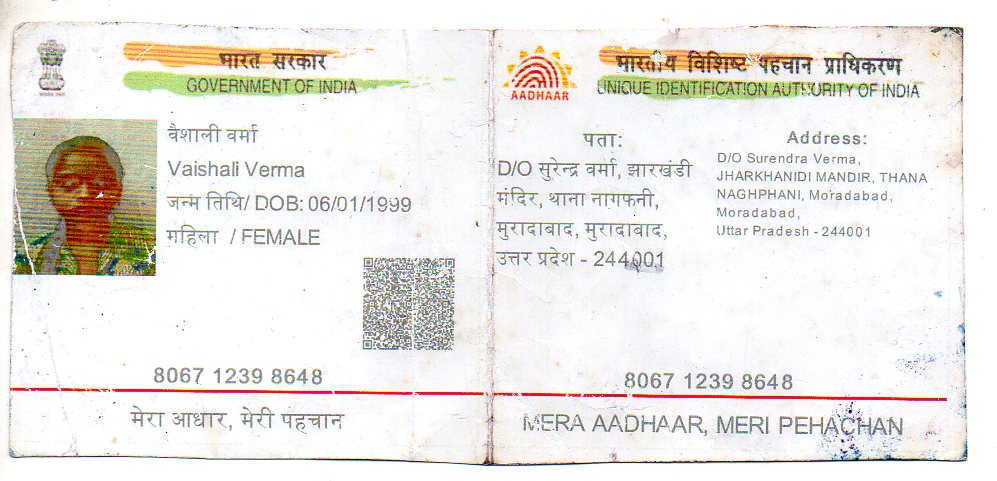 भारत सरकार
GOVERNMENT OF INDIA
वैशाली वर्मा
Vaishali Verma
जन्म तिथि/ DOB: 06/01/1999
महिला / FEMALE
8067 1239 8648
मेरा आधार, मेरी पहचान
AADHAAR
भारतीय विशिष्ट पहचान प्राधिकरण
UNIQUE IDENTIFICATION AUTHORITY OF INDIA
पता:
D/O सुरेन्द्र वर्मा, झारखंडी
मंदिर, थाना नागफनी,
मुरादाबाद, मुरादाबाद,
उत्तर प्रदेश - 244001
Address:
D/O Surendra Verma,
JHARKHANIDI MANDIR, THANA
NAGHPHANI, Moradabad,
Moradabad,
Uttar Pradesh - 244001
8067 1239 8648
MERA AADHAAR, MERI PEHACHAN